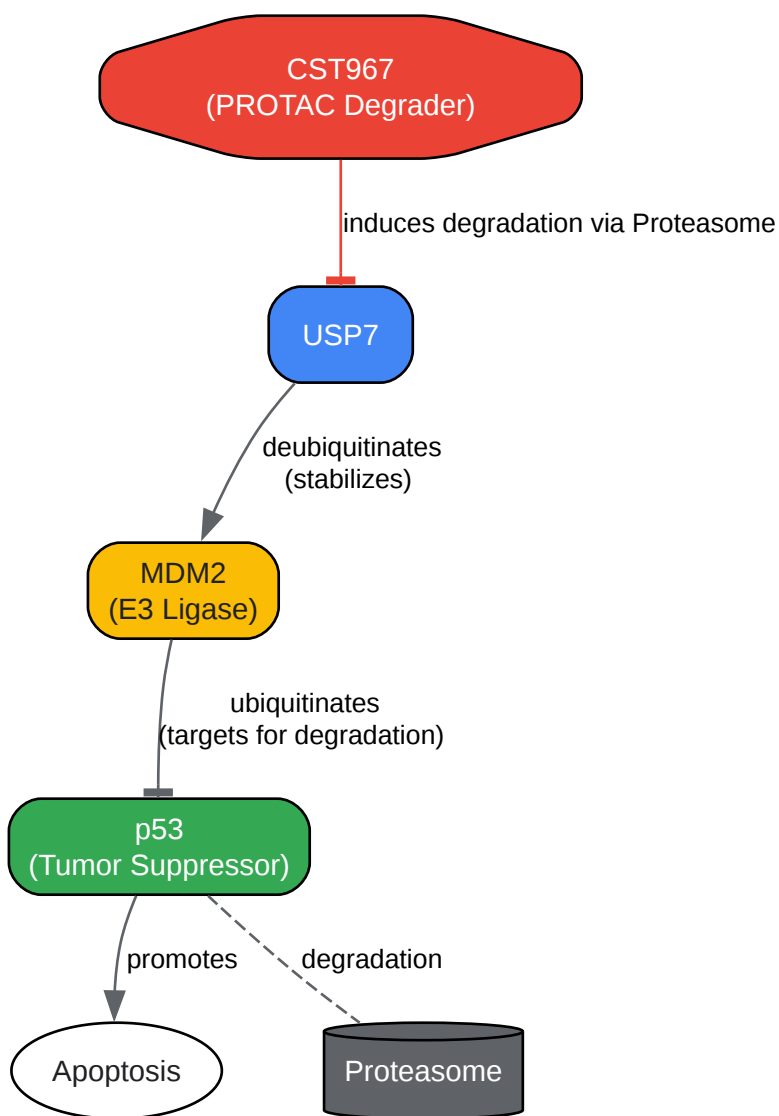 CST967
(PROTAC Degrader)
induces degradation via Proteasome
USP7
deubiquitinates
(stabilizes)
MDM2
(E3 Ligase)
ubiquitinates
(targets for degradation)
p53
(Tumor Suppressor)
promotes
degradation
Apoptosis
Proteasome